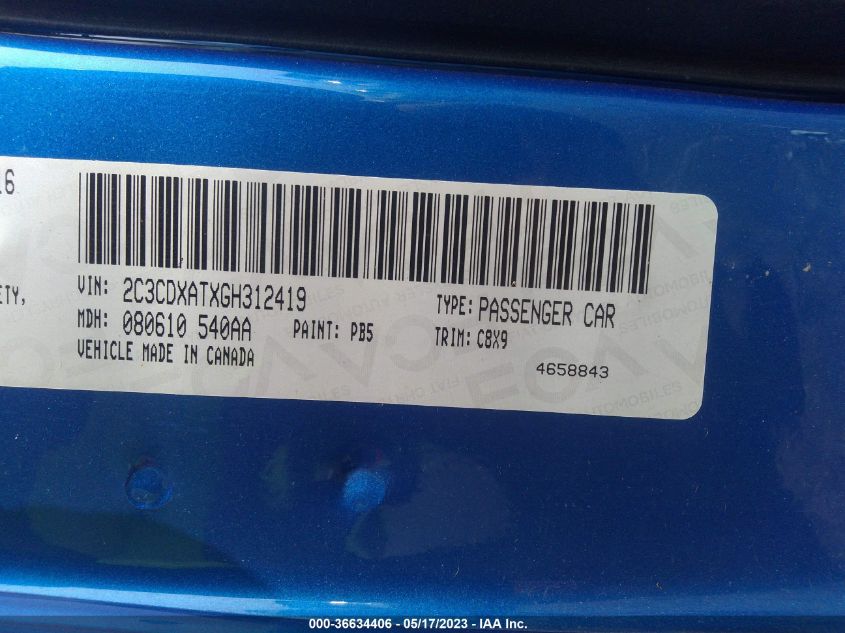 16
ETY,
VIN: 2C3CDXATXGH312419
TYPE: PASSENGER CAR
MDH: 080610 540AA
PAINT: PB5
TRIM: C8X9
VEHICLE MADE IN CANADA
4658843
000-36634406 - 05/17/2023 - IAA Inc.